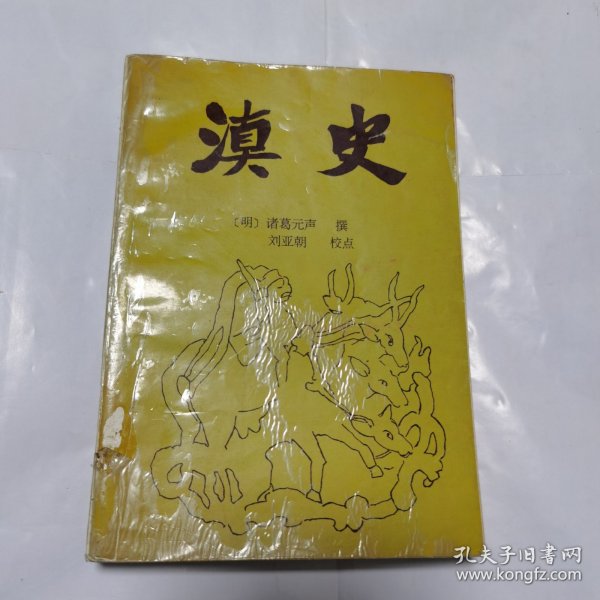 滇史
〔明〕诸葛元声 撰
刘亚朝 校点
孔夫子旧书网
www.kongfz.com